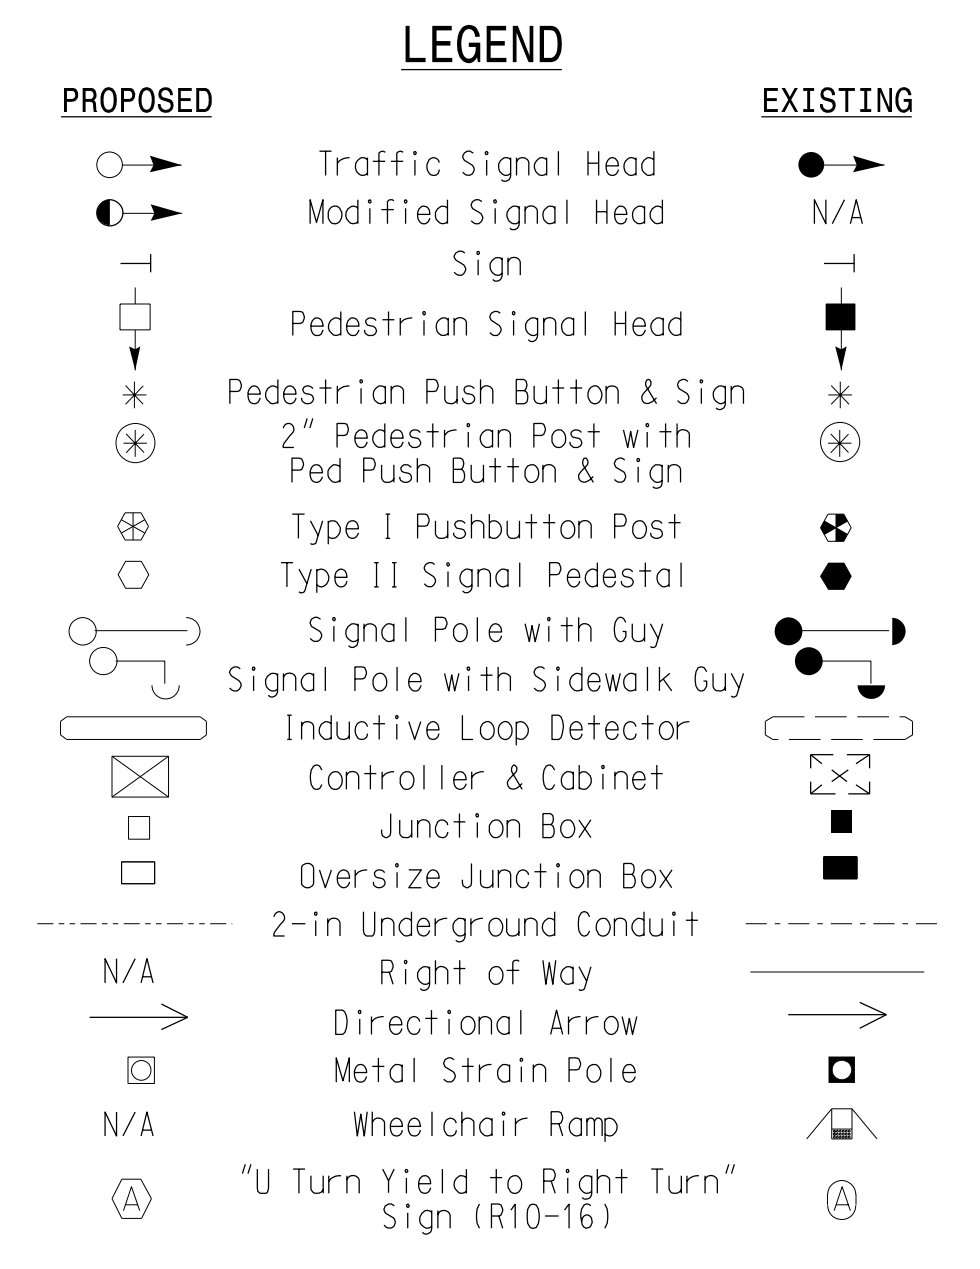 LEGEND
PROPOSED EXISTING
Traffic Signal Head
Modified Signal Head N/A
Sign
Pedestrian Signal Head
Pedestrian Push Button & Sign
2" Pedestrian Post with
Ped Push Button & Sign
Type I Pushbutton Post
Type II Signal Pedestal
Signal Pole with Guy
Signal Pole with Sidewalk Guy
Inductive Loop Detector
Controller & Cabinet
Junction Box
Oversize Junction Box
2-in Underground Conduit
N/A Right of Way
Directional Arrow
Metal Strain Pole
N/A Wheelchair Ramp
"U Turn Yield to Right Turn"
A Sign (R10-16) A